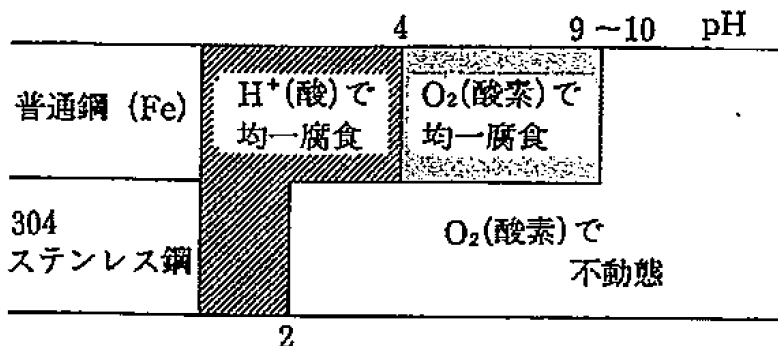 4 9～10 pH
普通鋼 (Fe)
H⁺(酸)で
均一腐食
O₂(酸素)で
均一腐食
304
ステンレス鋼
O₂(酸素)で
不動態
2